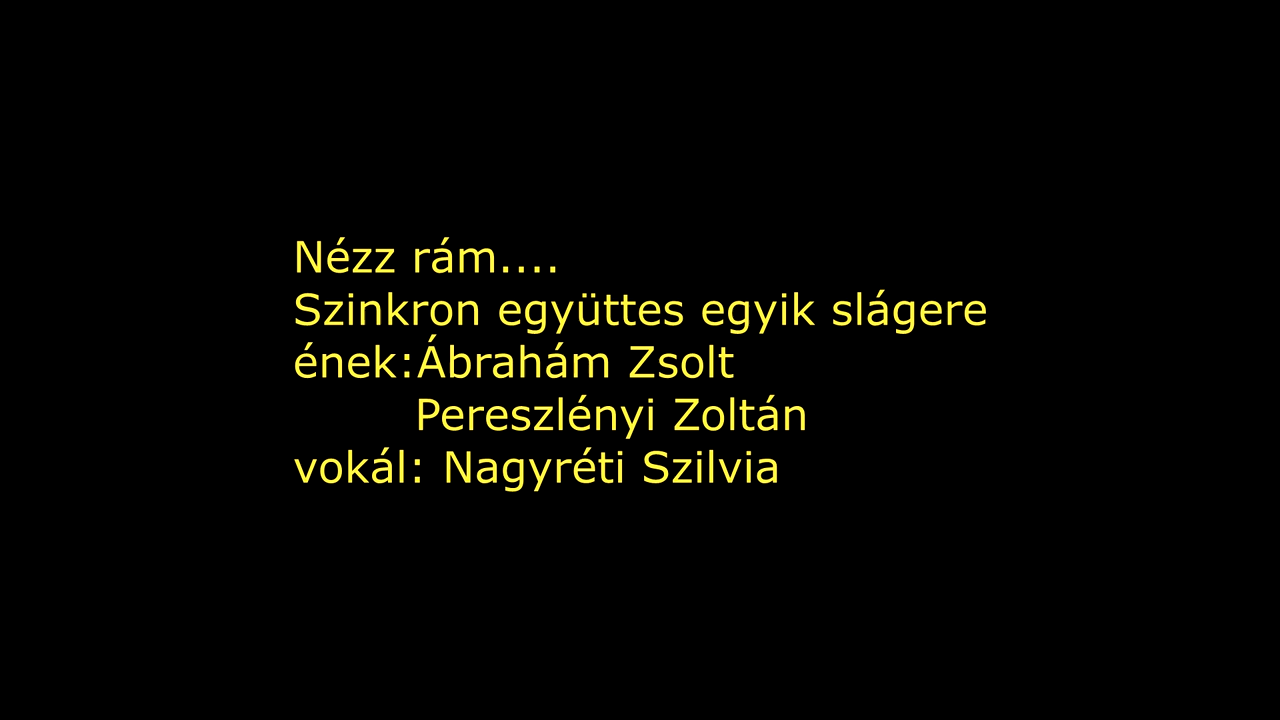 Nézz rám....
Szinkron együttes egyik slágere
ének:Ábrahám Zsolt
Pereszlényi Zoltán
vokál: Nagyréti Szilvia